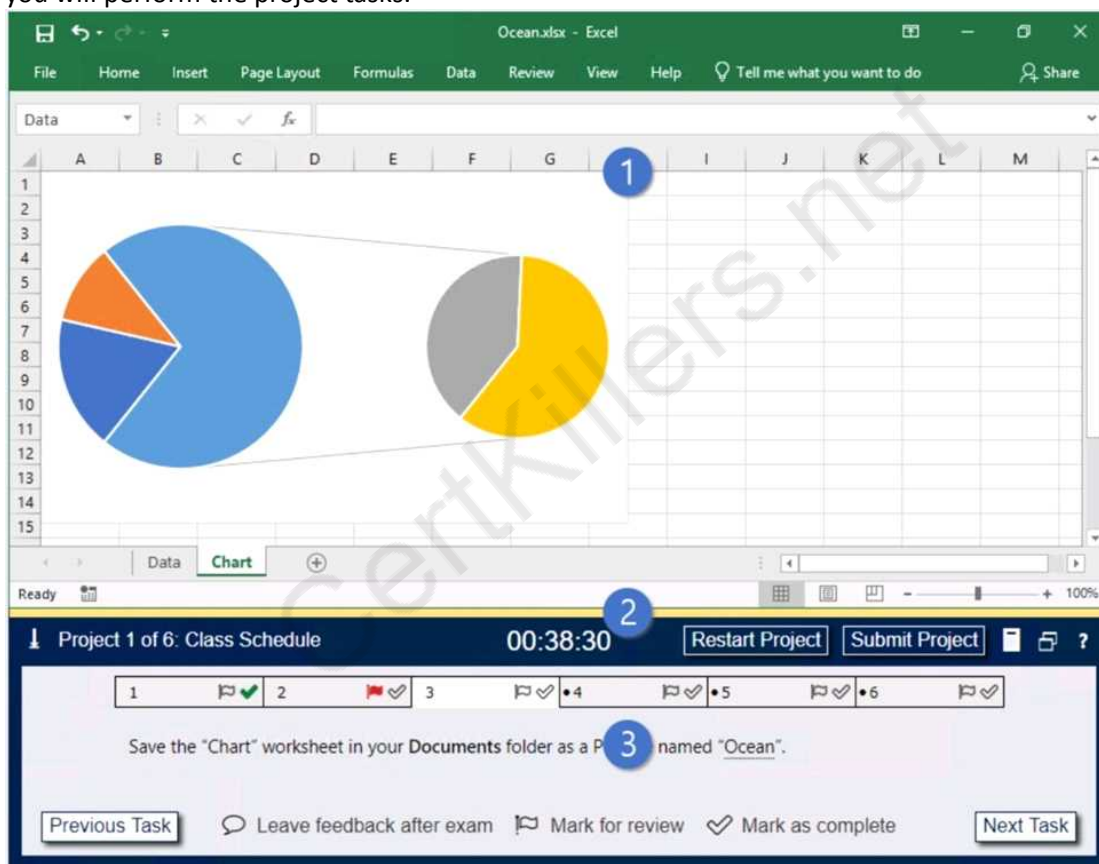 you will perform the project tasks.
Ocean.xlsx - Excel
File Home Insert Page Layout Formulas Data Review View Help Tell me what you want to do Share
Data fx
A B C D E F G I J K L M
1
1
2
3
4
5
6
7
8
9
10
11
12
13
14
15
CertKillers.net
Data Chart
Ready 100%
2
Project 1 of 6: Class Schedule 00:38:30 Restart Project Submit Project ?
1 2 3 •4 •5 •6
Save the "Chart" worksheet in your Documents folder as a P 3 named "Ocean".
Previous Task Leave feedback after exam Mark for review Mark as complete Next Task